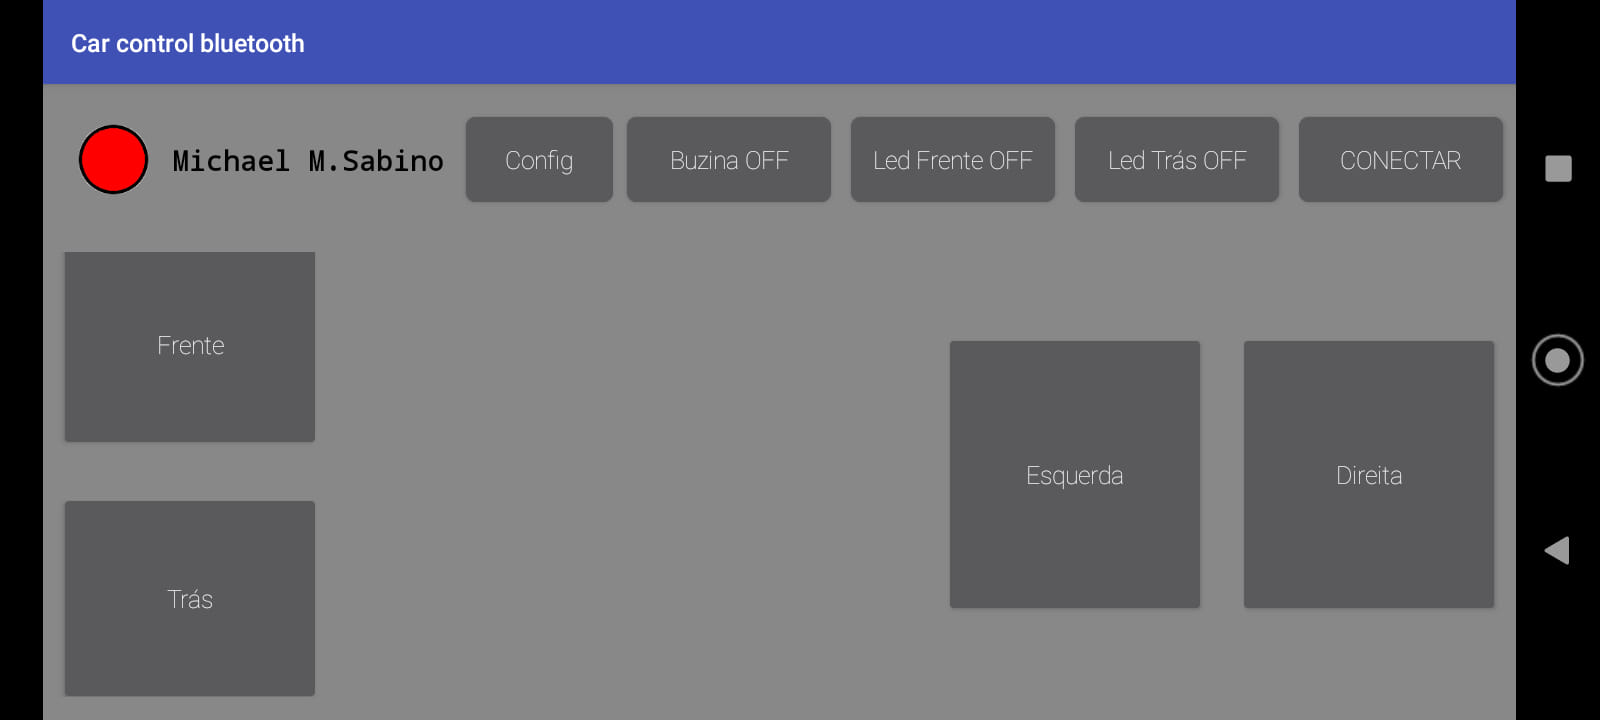 Car control bluetooth
Michael M.Sabino
Config
Buzina OFF
Led Frente OFF
Led Trás OFF
CONECTAR
Frente
Esquerda
Direita
Trás